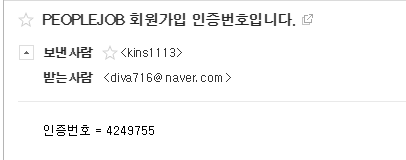 PEOPLEJOB 회원가입 인증번호입니다.
보낸사람 <kins1113>
받는사람 <diva716@naver.com>
인증번호 = 4249755